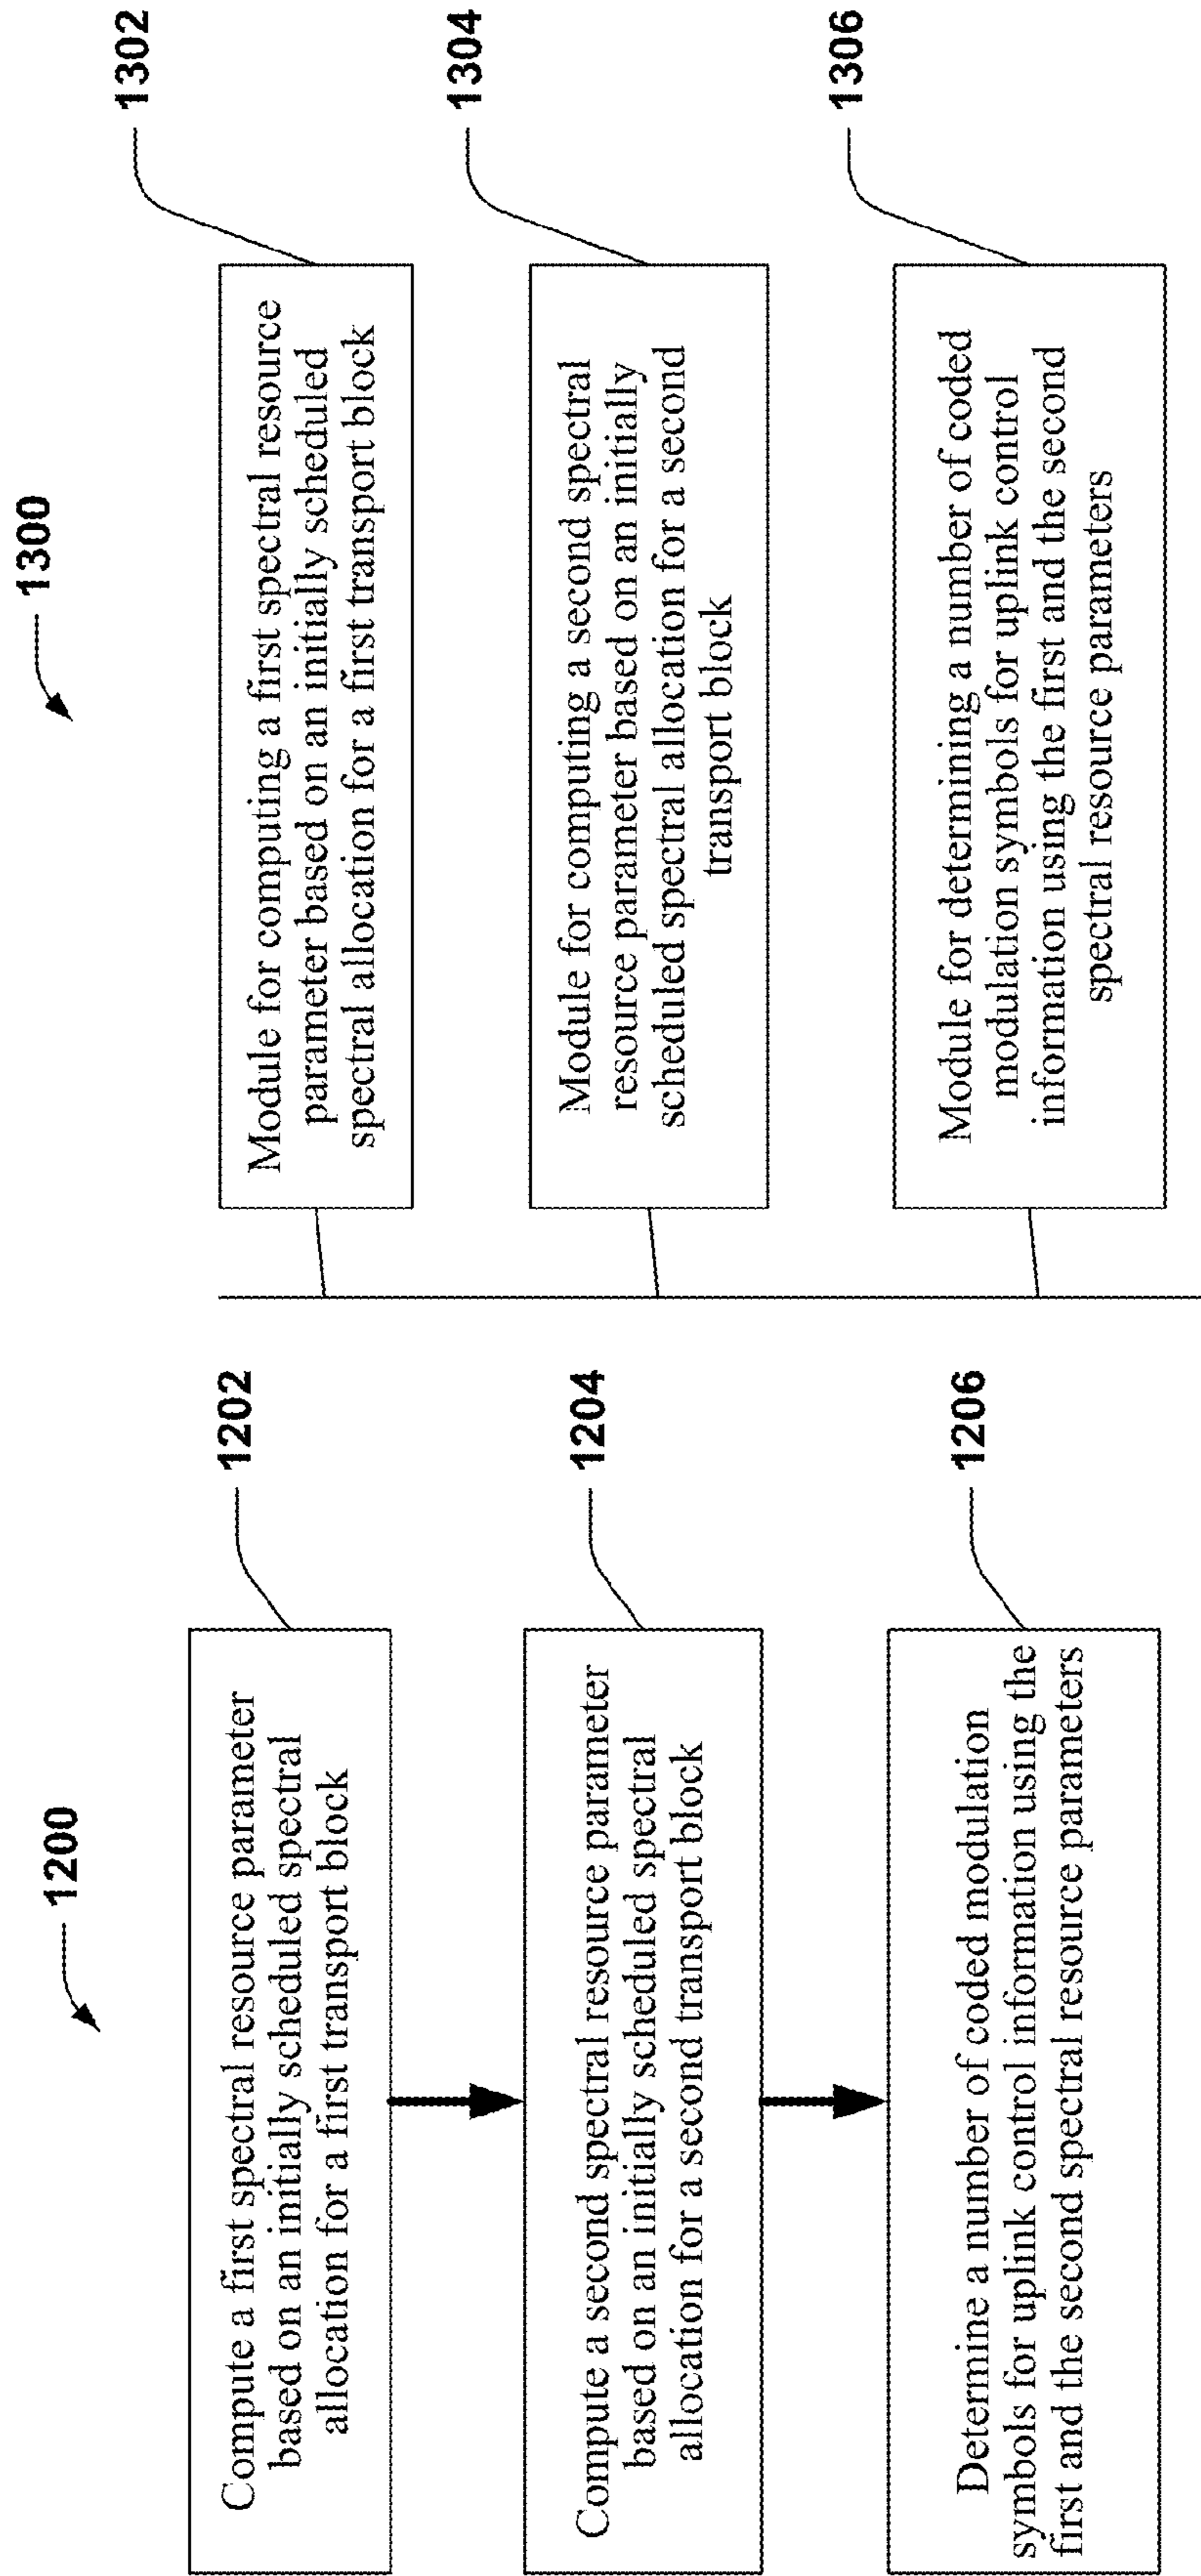 1200
Compute a first spectral resource parameter
based on an initially scheduled spectral
allocation for a first transport block
1202
Compute a second spectral resource parameter
based on an initially scheduled spectral
allocation for a second transport block
1204
Determine a number of coded modulation
symbols for uplink control information using the
first and the second spectral resource parameters
1206
1300
Module for computing a first spectral resource
parameter based on an initially scheduled
spectral allocation for a first transport block
1302
Module for computing a second spectral
resource parameter based on an initially
scheduled spectral allocation for a second
transport block
1304
Module for determining a number of coded
modulation symbols for uplink control
information using the first and the second
spectral resource parameters
1306